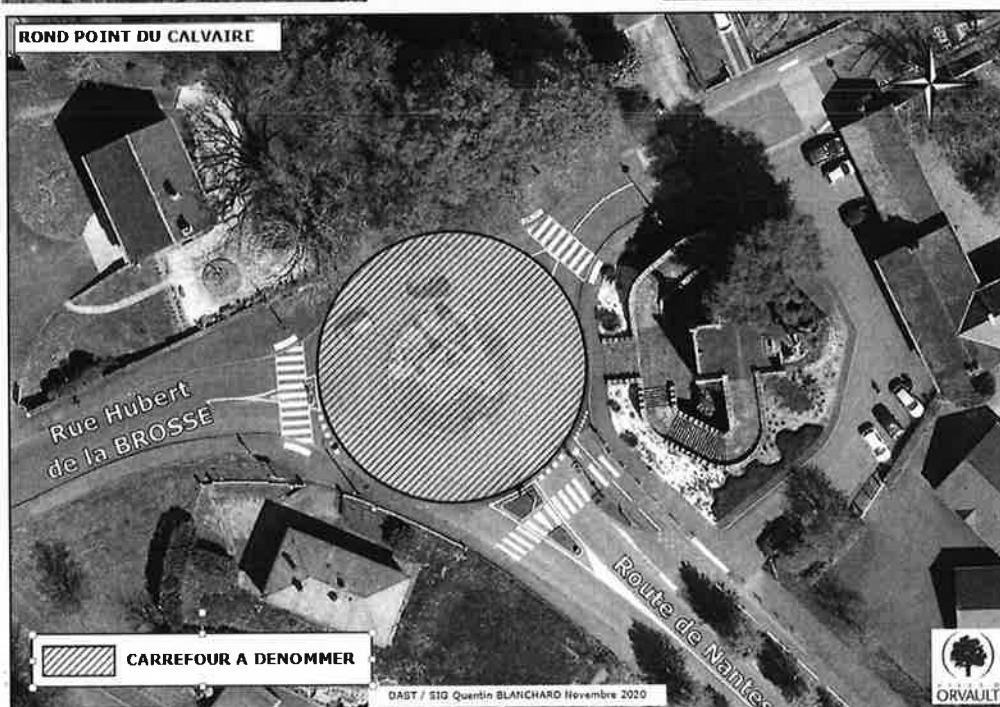 ROND POINT DU CALVAIRE
Rue Hubert
de la BROSSE
Route de Nantes
CARREFOUR A DENOMMER
DAST / SIG Quentin BLANCHARD Novembre 2020
ORVAULT